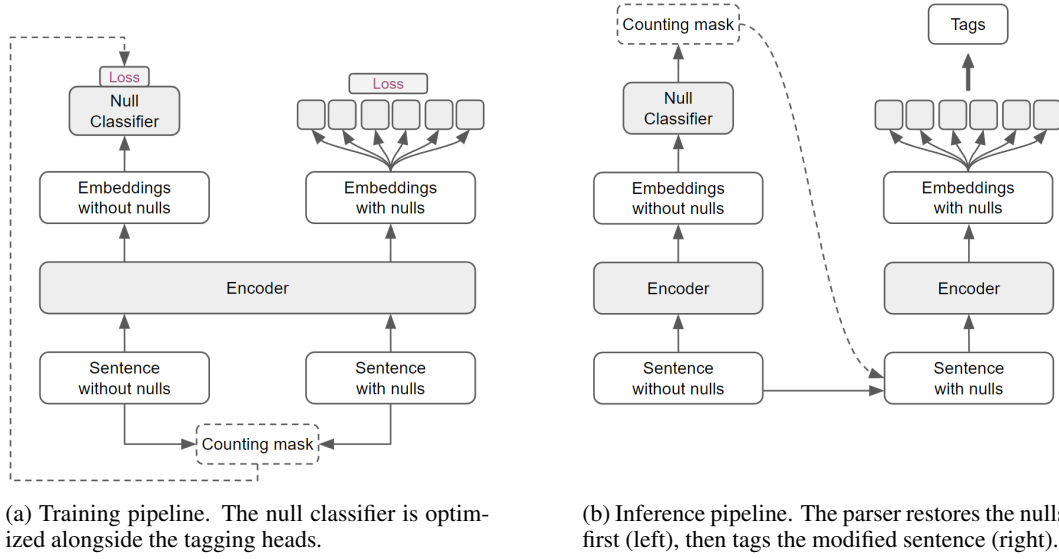 Loss
Null
Classifier
Loss
Embeddings
without nulls
Embeddings
with nulls
Encoder
Sentence
without nulls
Sentence
with nulls
Counting mask
(a) Training pipeline. The null classifier is optim-
ized alongside the tagging heads.
Counting mask
Tags
Null
Classifier
Embeddings
without nulls
Embeddings
with nulls
Encoder
Encoder
Sentence
without nulls
Sentence
with nulls
(b) Inference pipeline. The parser restores the nulls
first (left), then tags the modified sentence (right).